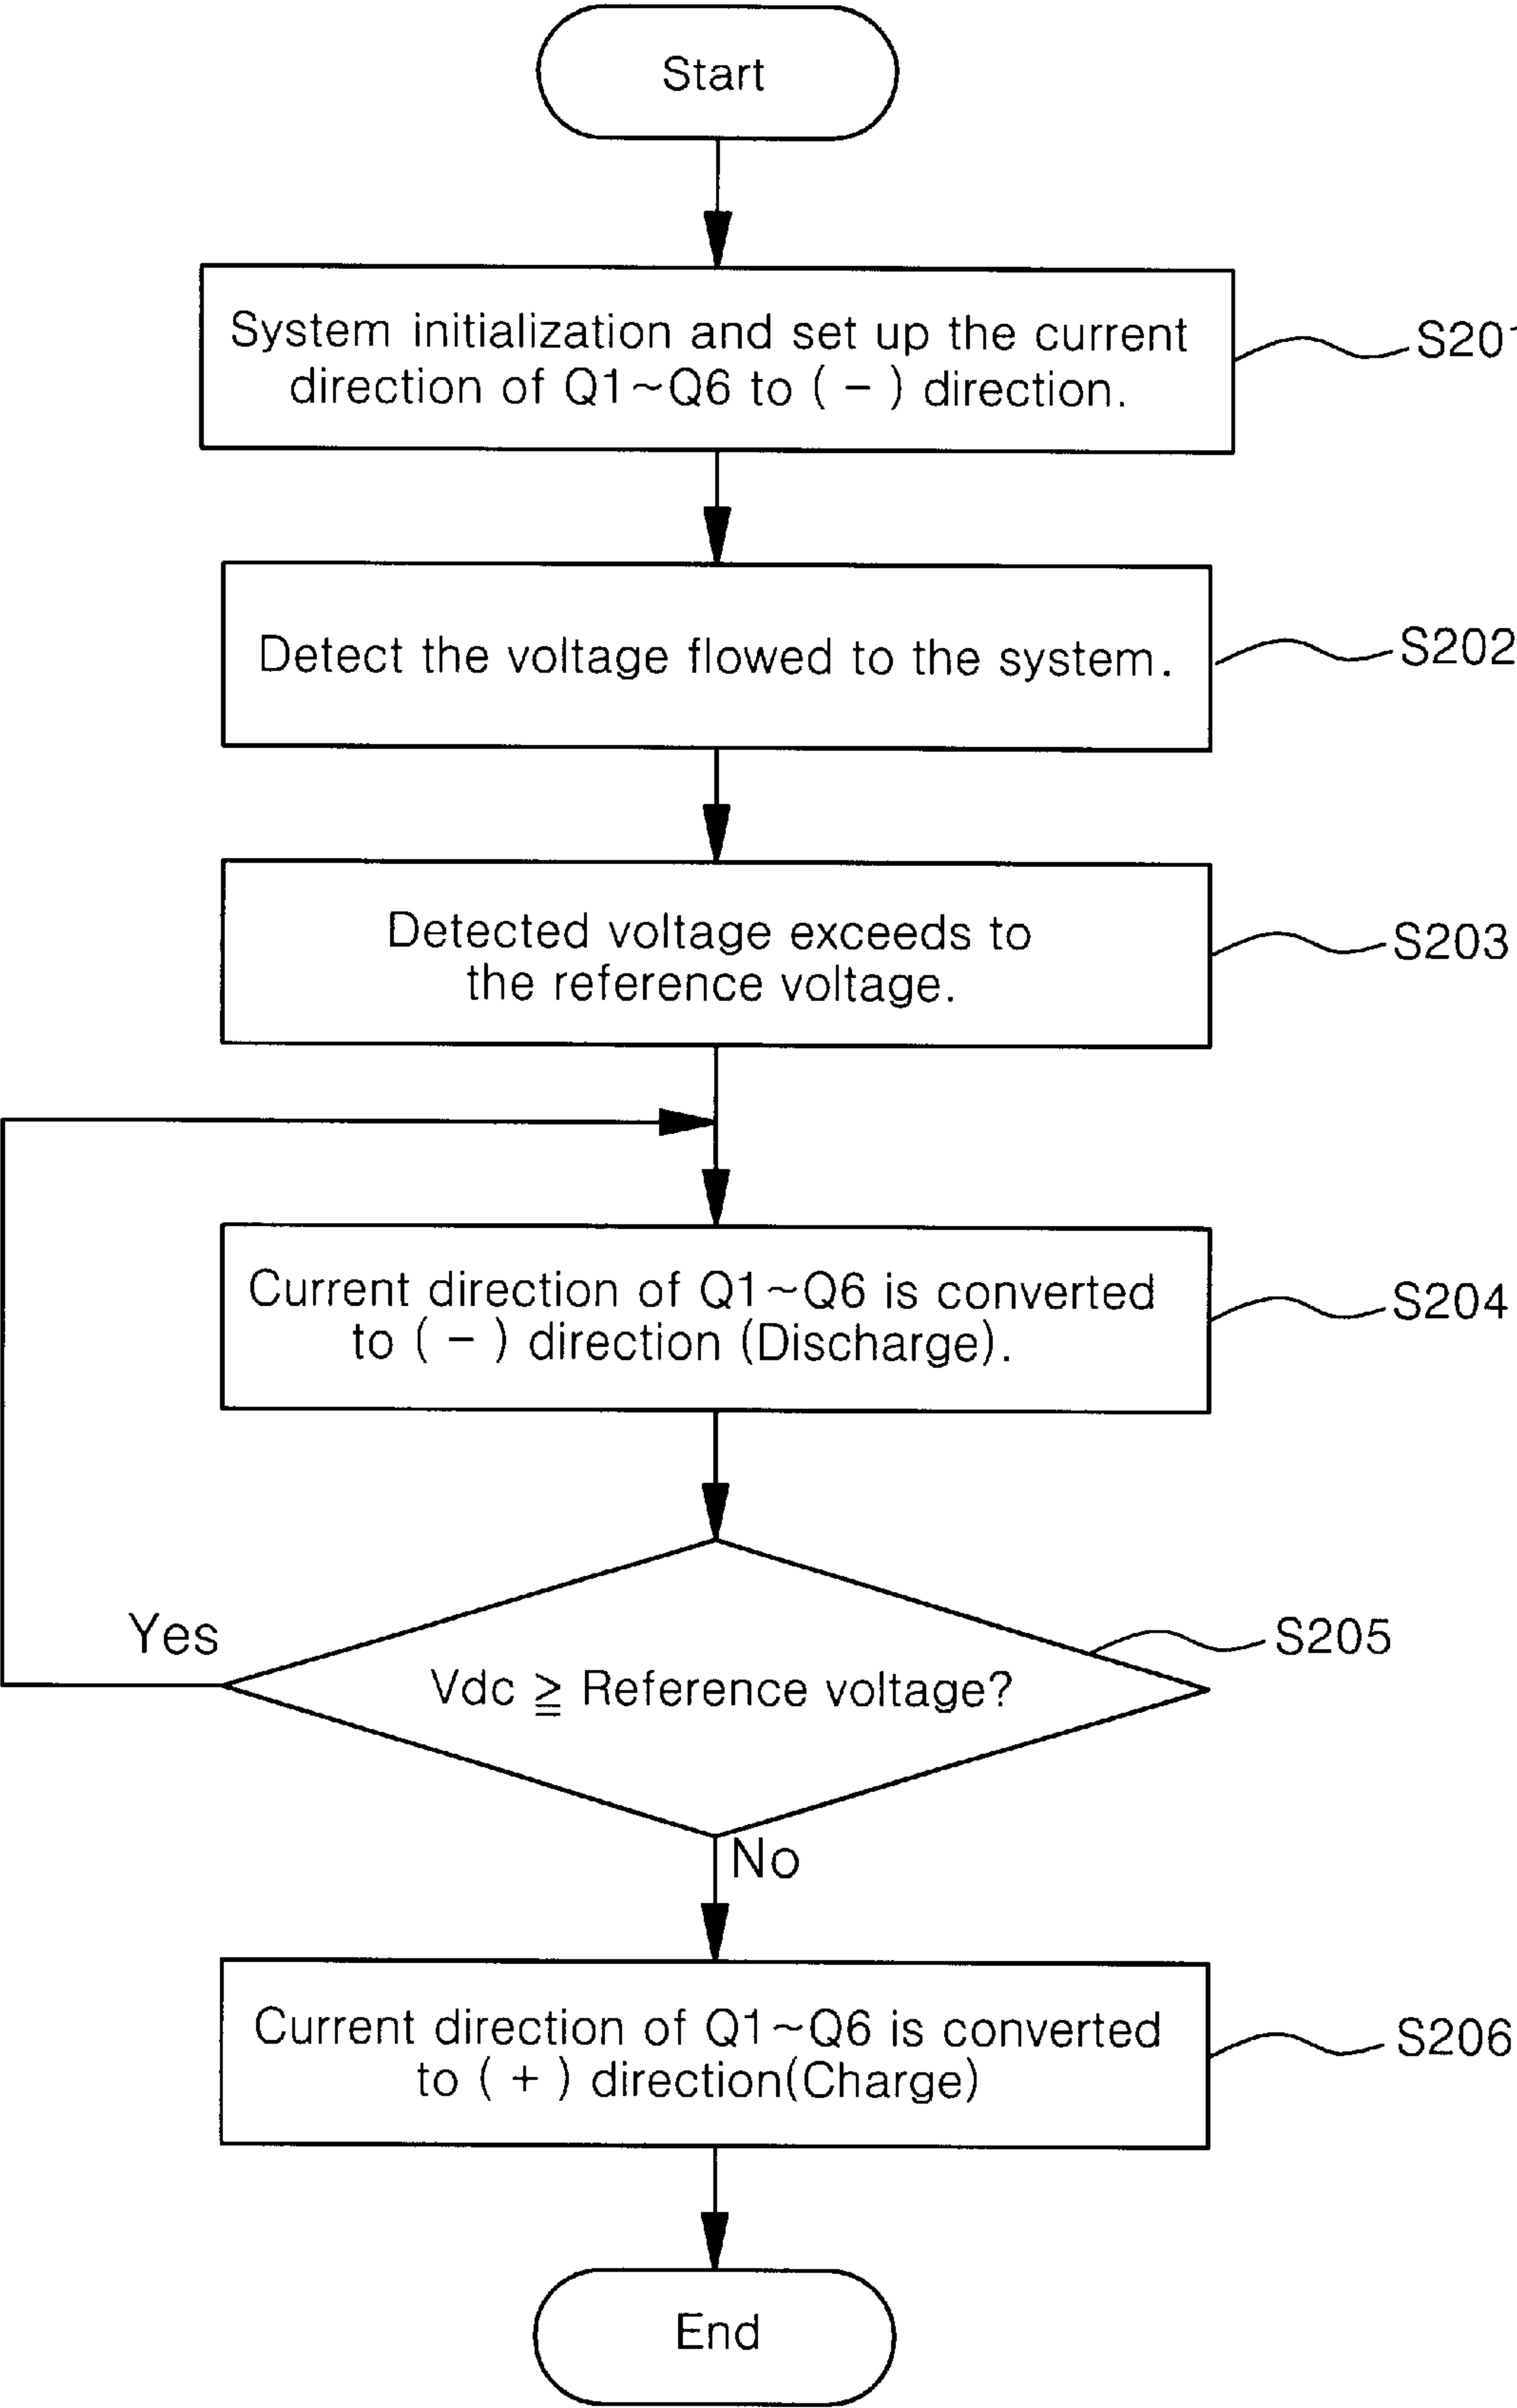 Start
System initialization and set up the current
direction of Q1~Q6 to ( − ) direction.
Detect the voltage flowed to the system.
S202
Detected voltage exceeds to
the reference voltage.
S203
Current direction of Q1~Q6 is converted
to ( − ) direction (Discharge).
S204
Yes
Vdc ≧ Reference voltage?
S205
No
Current direction of Q1~Q6 is converted
to ( + ) direction(Charge)
S206
End